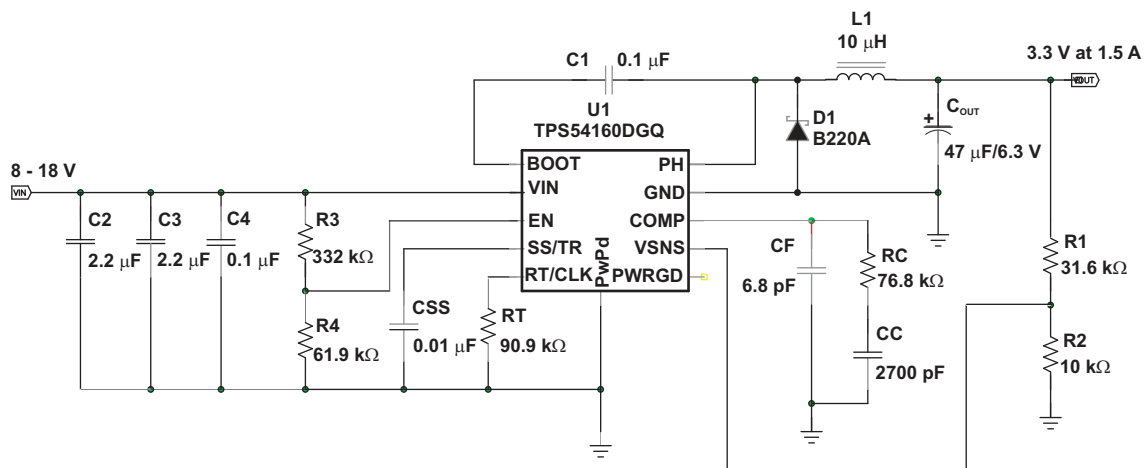 L1
10 μH
3.3 V at 1.5 A
C1
0.1 μF
U1
TPS54160DGQ
D1
B220A
C_OUT
+
47 μF/6.3 V
8 - 18 V
VIN
BOOT
VIN
EN
SS/TR
RT/CLK
PwPd
PH
GND
COMP
VSNS
PWRGD
C2
2.2 μF
C3
2.2 μF
C4
0.1 μF
R3
332 kΩ
R4
61.9 kΩ
CSS
0.01 μF
RT
90.9 kΩ
CF
6.8 pF
RC
76.8 kΩ
CC
2700 pF
R1
31.6 kΩ
R2
10 kΩ